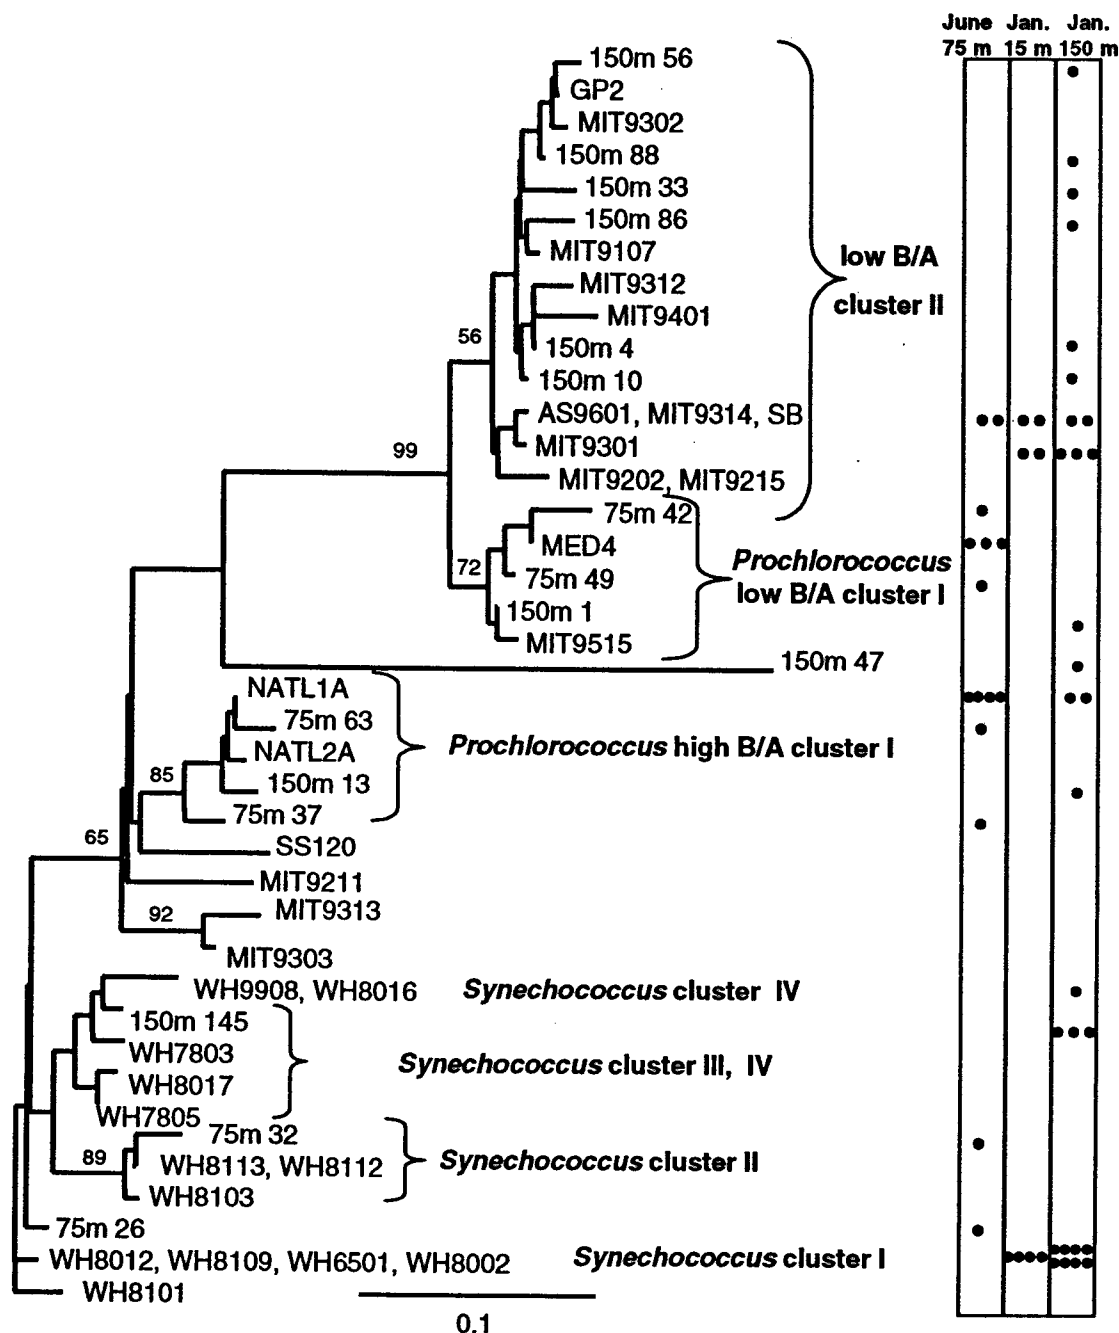 June Jan. Jan.
75 m 15 m 150 m
150m 56
GP2
MIT9302
150m 88
150m 33
150m 86
MIT9107
low B/A
cluster II
MIT9312
MIT9401
56
150m 4
150m 10
AS9601, MIT9314, SB
MIT9301
99
MIT9202, MIT9215
75m 42
MED4
Prochlorococcus
low B/A cluster I
72
75m 49
150m 1
MIT9515
150m 47
NATL1A
75m 63
NATL2A
Prochlorococcus high B/A cluster I
85
150m 13
75m 37
65
SS120
MIT9211
MIT9313
92
MIT9303
WH9908, WH8016
Synechococcus cluster IV
150m 145
WH7803
Synechococcus cluster III, IV
WH8017
WH7805
75m 32
89
WH8113, WH8112
Synechococcus cluster II
WH8103
75m 26
WH8012, WH8109, WH6501, WH8002
Synechococcus cluster I
WH8101
0.1